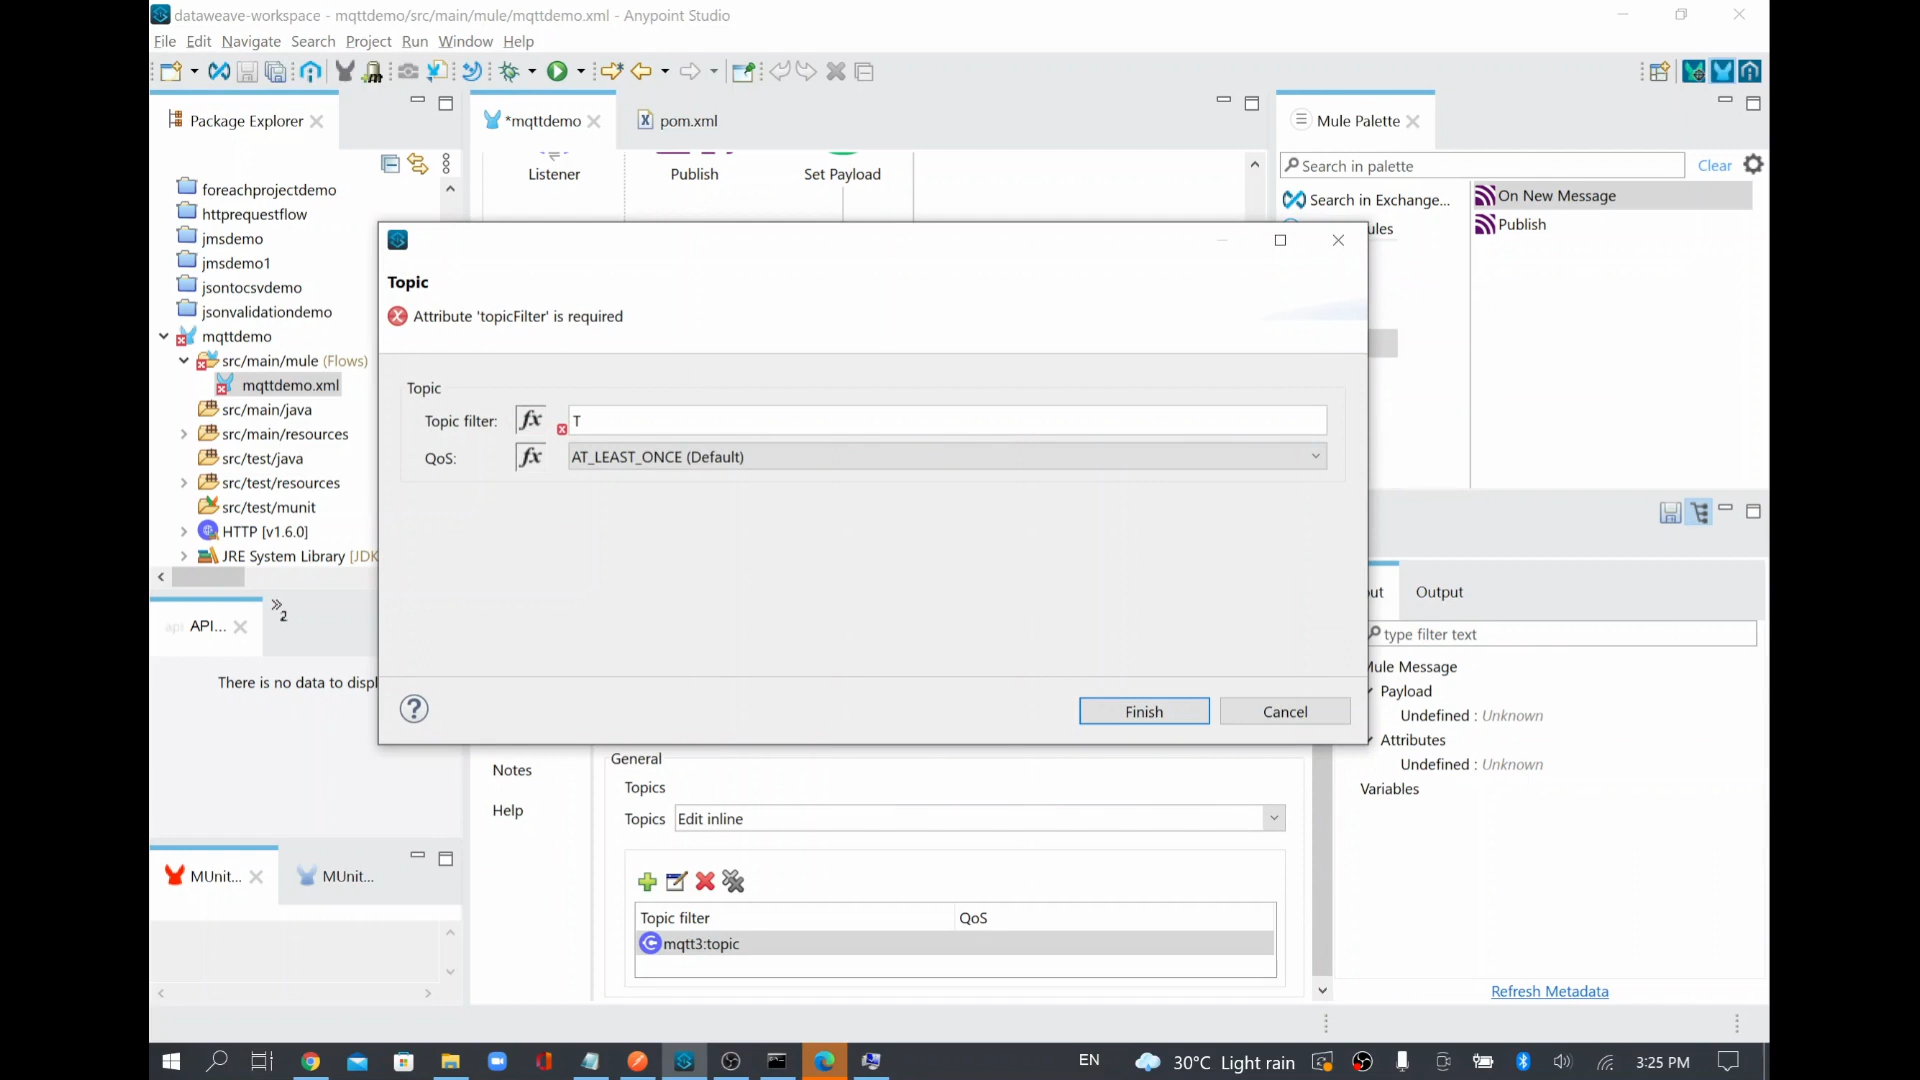 dataweave-workspace - mqttdemo/src/main/mule/mqttdemo.xml - Anypoint Studio
File Edit Navigate Search Project Run Window Help
Package Explorer
*mqttdemo
pom.xml
Mule Palette
Search in palette
Clear
foreachprojectdemo
httprequestflow
jmsdemo
jmsdemo1
jsontocsvdemo
jsonvalidationdemo
mqttdemo
src/main/mule (Flows)
mqttdemo.xml
src/main/java
src/main/resources
src/test/java
src/test/resources
src/test/munit
HTTP [v1.6.0]
JRE System Library [JDK
Listener
Publish
Set Payload
Search in Exchange...
ules
On New Message
Publish
Topic
Attribute 'topicFilter' is required
Topic
Topic filter: fx T
QoS: fx AT_LEAST_ONCE (Default)
Finish
Cancel
API...
2
There is no data to displ
MUnit...
MUnit...
Notes
Help
General
Topics
Topics Edit inline
Topic filter QoS
mqtt3:topic
ut
Output
type filter text
Mule Message
Payload
Undefined : Unknown
Attributes
Undefined : Unknown
Variables
Refresh Metadata
EN
30°C Light rain
3:25 PM